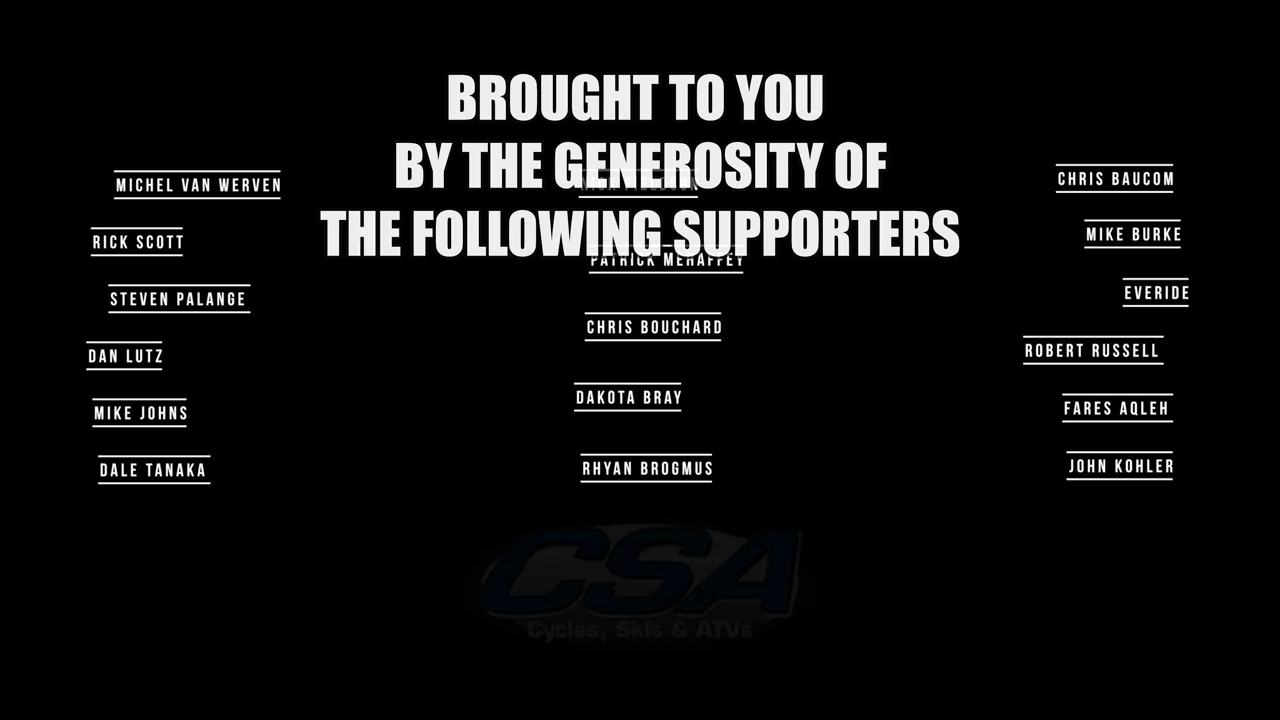 BROUGHT TO YOU
BY THE GENEROSITY OF
THE FOLLOWING SUPPORTERS
MICHEL VAN WERVEN
RICK SCOTT
STEVEN PALANGE
DAN LUTZ
MIKE JOHNS
DALE TANAKA
PATRICK MEHAFFEY
CHRIS BOUCHARD
DAKOTA BRAY
RHYAN BROGMUS
CHRIS BAUCOM
MIKE BURKE
EVERIDE
ROBERT RUSSELL
FARES AQLEH
JOHN KOHLER
CSA
Cycles, Skis & ATVs